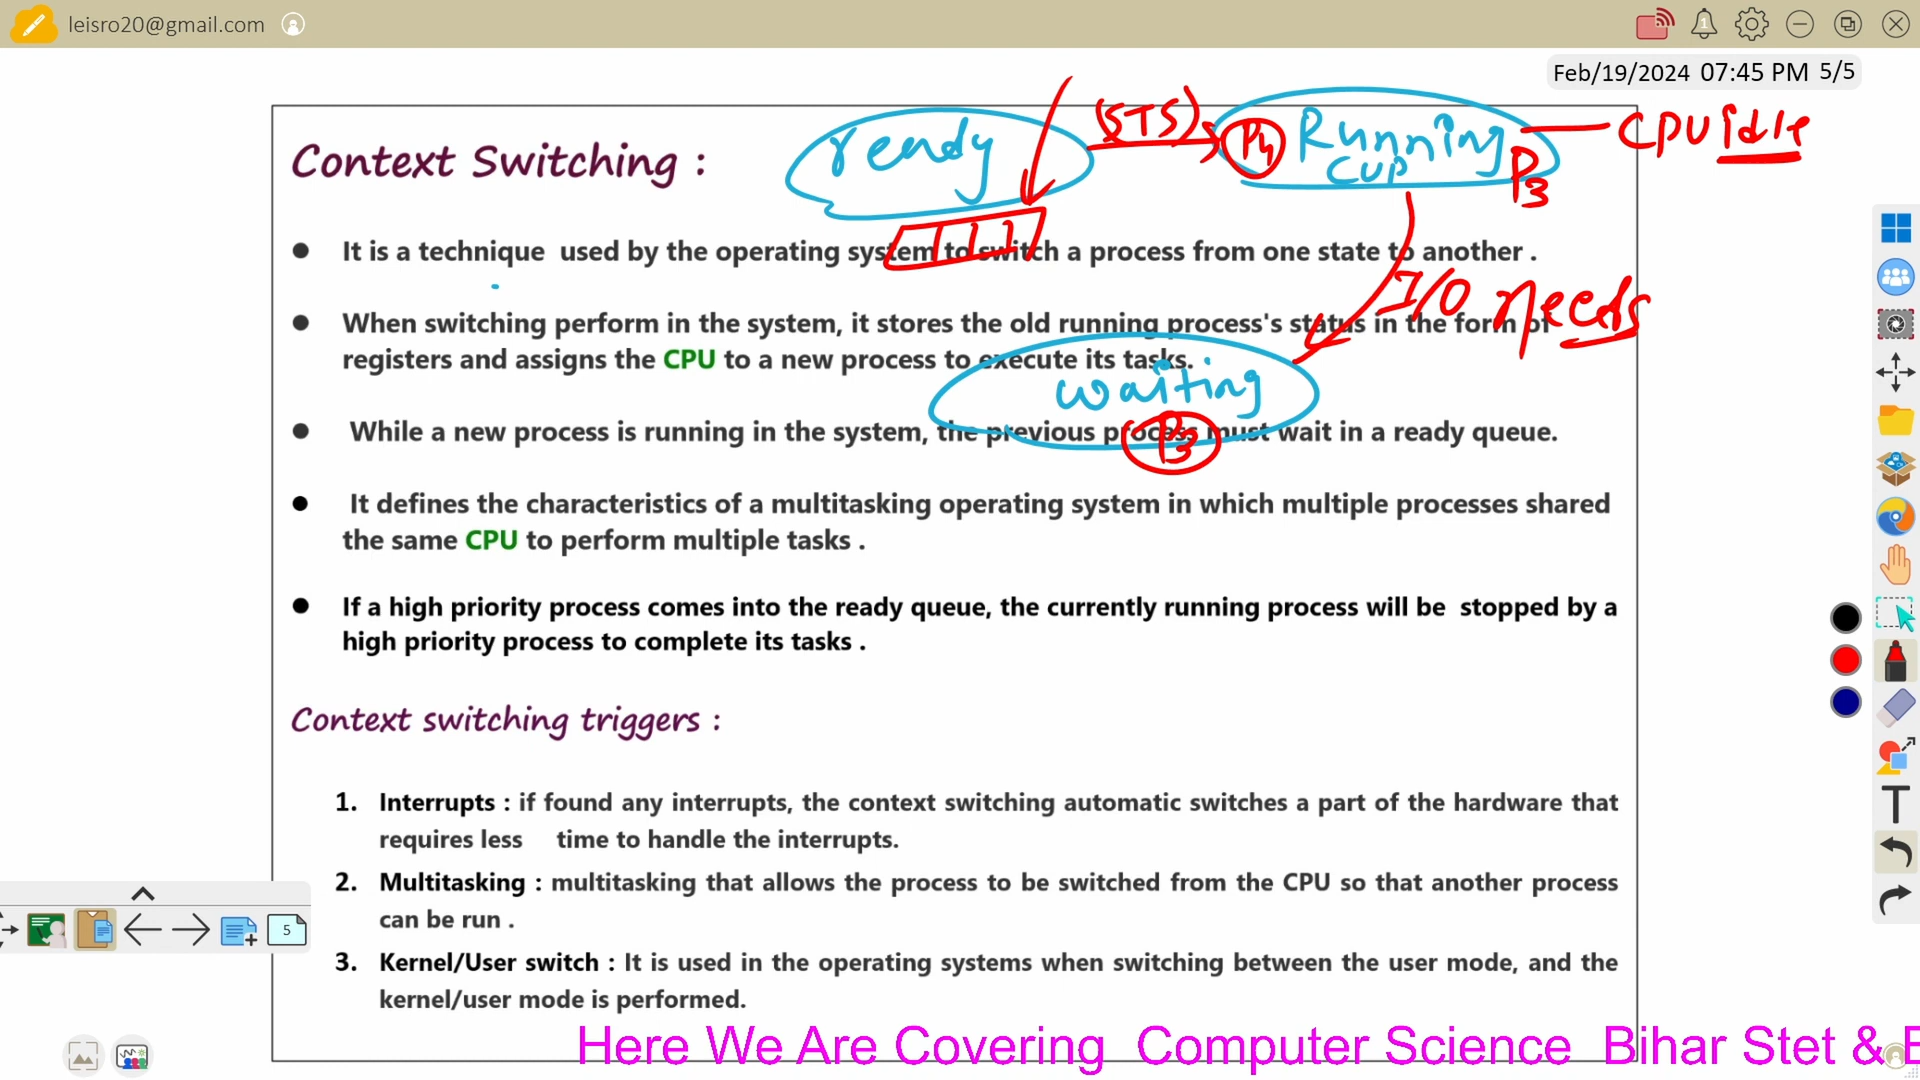 leisro20@gmail.com
1
Feb/19/2024 07:45 PM 5/5
ready
(STS)
P4
Running
CUP
P3
CPU idle
Context Switching :
● It is a technique used by the operating system to switch a process from one state to another .
I/O needs
● When switching perform in the system, it stores the old running process's status in the form of
registers and assigns the CPU to a new process to execute its tasks.
waiting
● While a new process is running in the system, the previous process must wait in a ready queue.
P3
● It defines the characteristics of a multitasking operating system in which multiple processes shared
the same CPU to perform multiple tasks .
● If a high priority process comes into the ready queue, the currently running process will be stopped by a
high priority process to complete its tasks .
Context switching triggers :
1. Interrupts : if found any interrupts, the context switching automatic switches a part of the hardware that
requires less time to handle the interrupts.
2. Multitasking : multitasking that allows the process to be switched from the CPU so that another process
can be run .
3. Kernel/User switch : It is used in the operating systems when switching between the user mode, and the
kernel/user mode is performed.
5
T
Here We Are Covering Computer Science Bihar Stet &